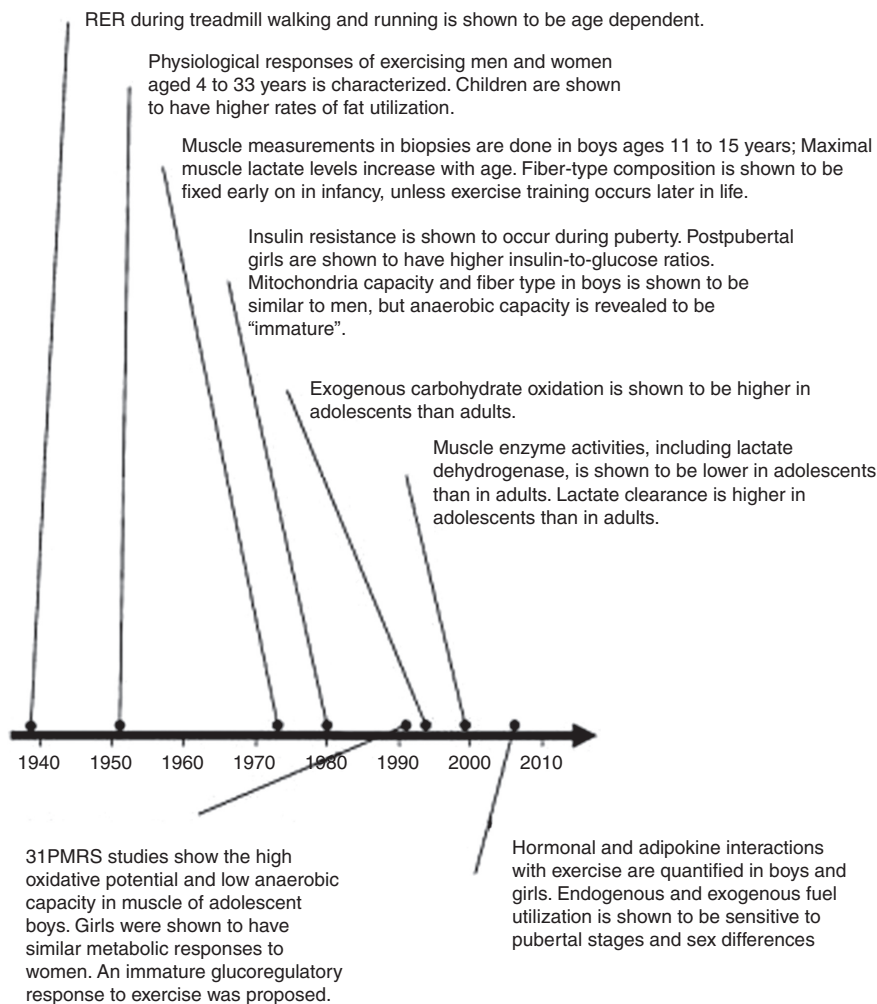 RER during treadmill walking and running is shown to be age dependent.
Physiological responses of exercising men and women
aged 4 to 33 years is characterized. Children are shown
to have higher rates of fat utilization.
Muscle measurements in biopsies are done in boys ages 11 to 15 years; Maximal
muscle lactate levels increase with age. Fiber-type composition is shown to be
fixed early on in infancy, unless exercise training occurs later in life.
Insulin resistance is shown to occur during puberty. Postpubertal
girls are shown to have higher insulin-to-glucose ratios.
Mitochondria capacity and fiber type in boys is shown to be
similar to men, but anaerobic capacity is revealed to be
“immature”.
Exogenous carbohydrate oxidation is shown to be higher in
adolescents than adults.
Muscle enzyme activities, including lactate
dehydrogenase, is shown to be lower in adolescents
than in adults. Lactate clearance is higher in
adolescents than in adults.
1940 1950 1960 1970 1980 1990 2000 2010
31PMRS studies show the high
oxidative potential and low anaerobic
capacity in muscle of adolescent
boys. Girls were shown to have
similar metabolic responses to
women. An immature glucoregulatory
response to exercise was proposed.
Hormonal and adipokine interactions
with exercise are quantified in boys and
girls. Endogenous and exogenous fuel
utilization is shown to be sensitive to
pubertal stages and sex differences